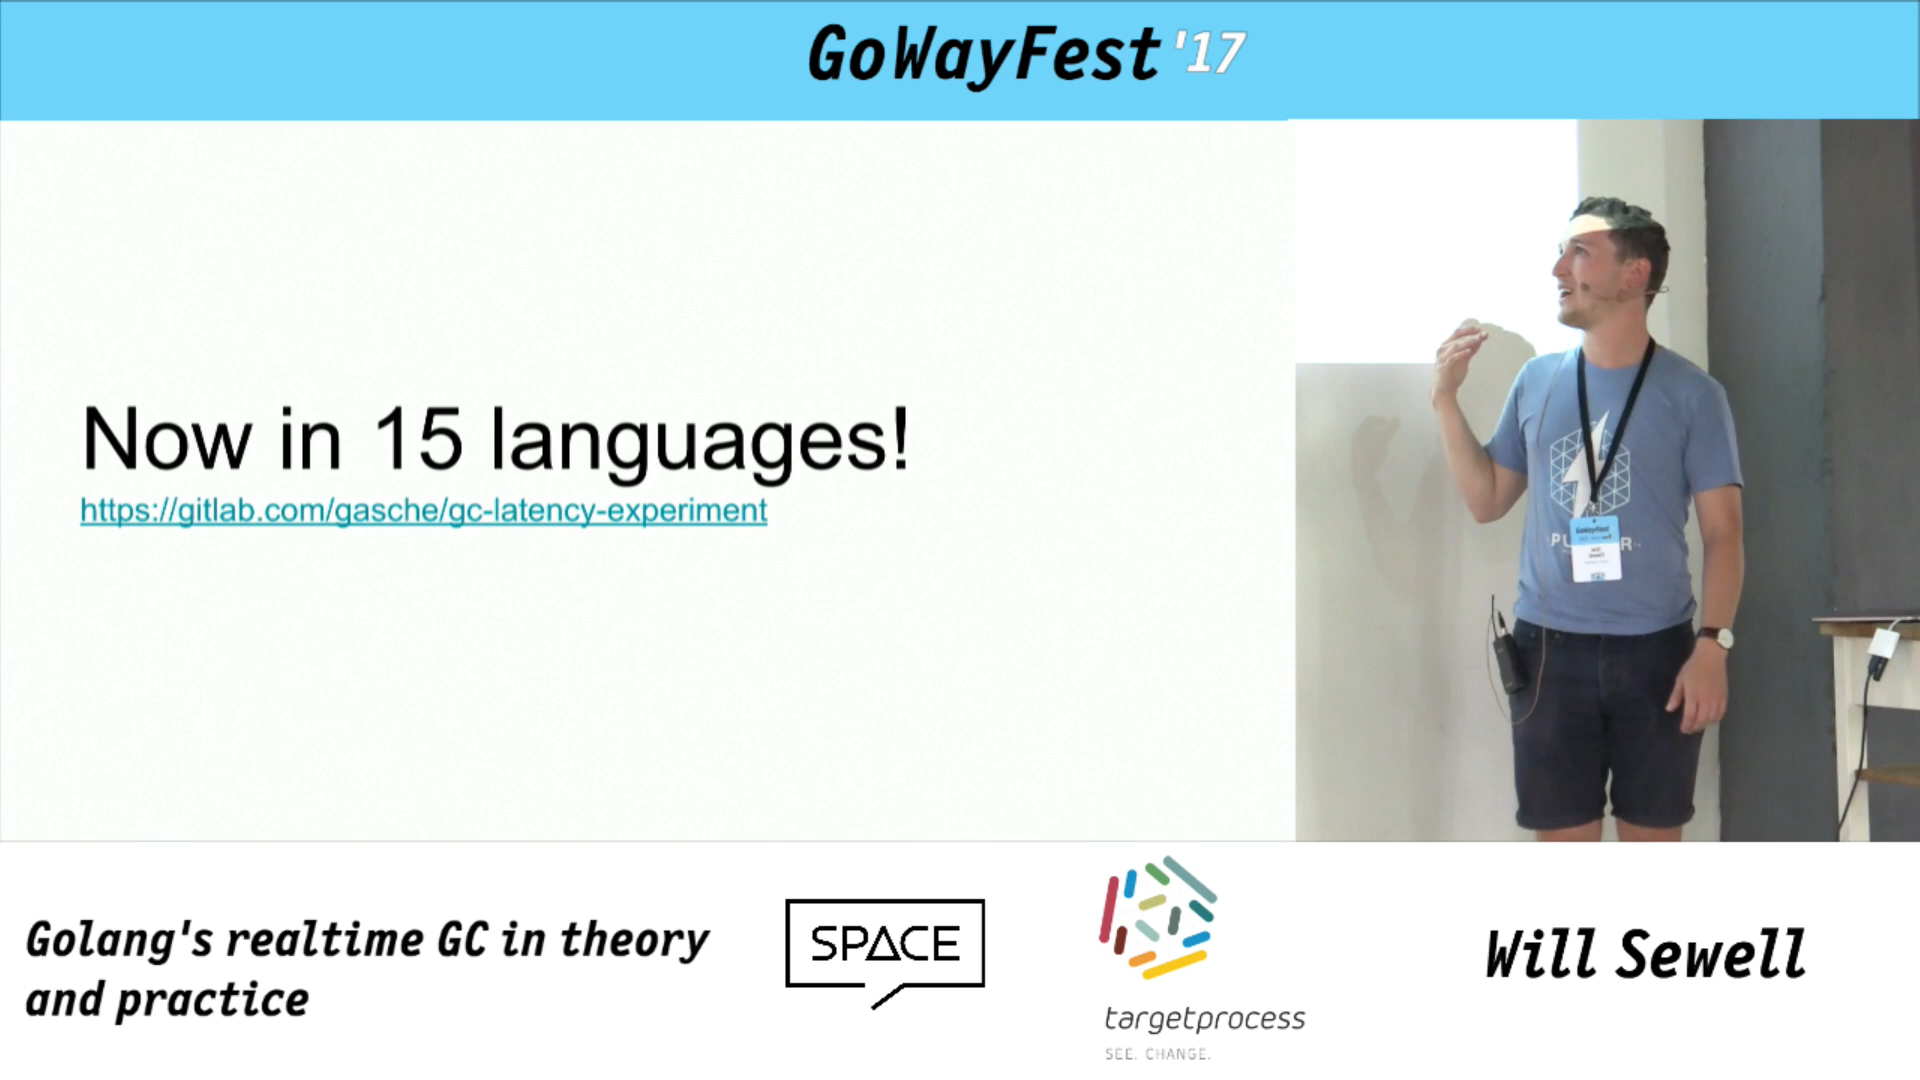 GoWayFest '17
Now in 15 languages!
https://gitlab.com/gasche/gc-latency-experiment
GoWayFest
Golang's realtime GC in theory
and practice
SPACE
targetprocess
SEE. CHANGE.
Will Sewell